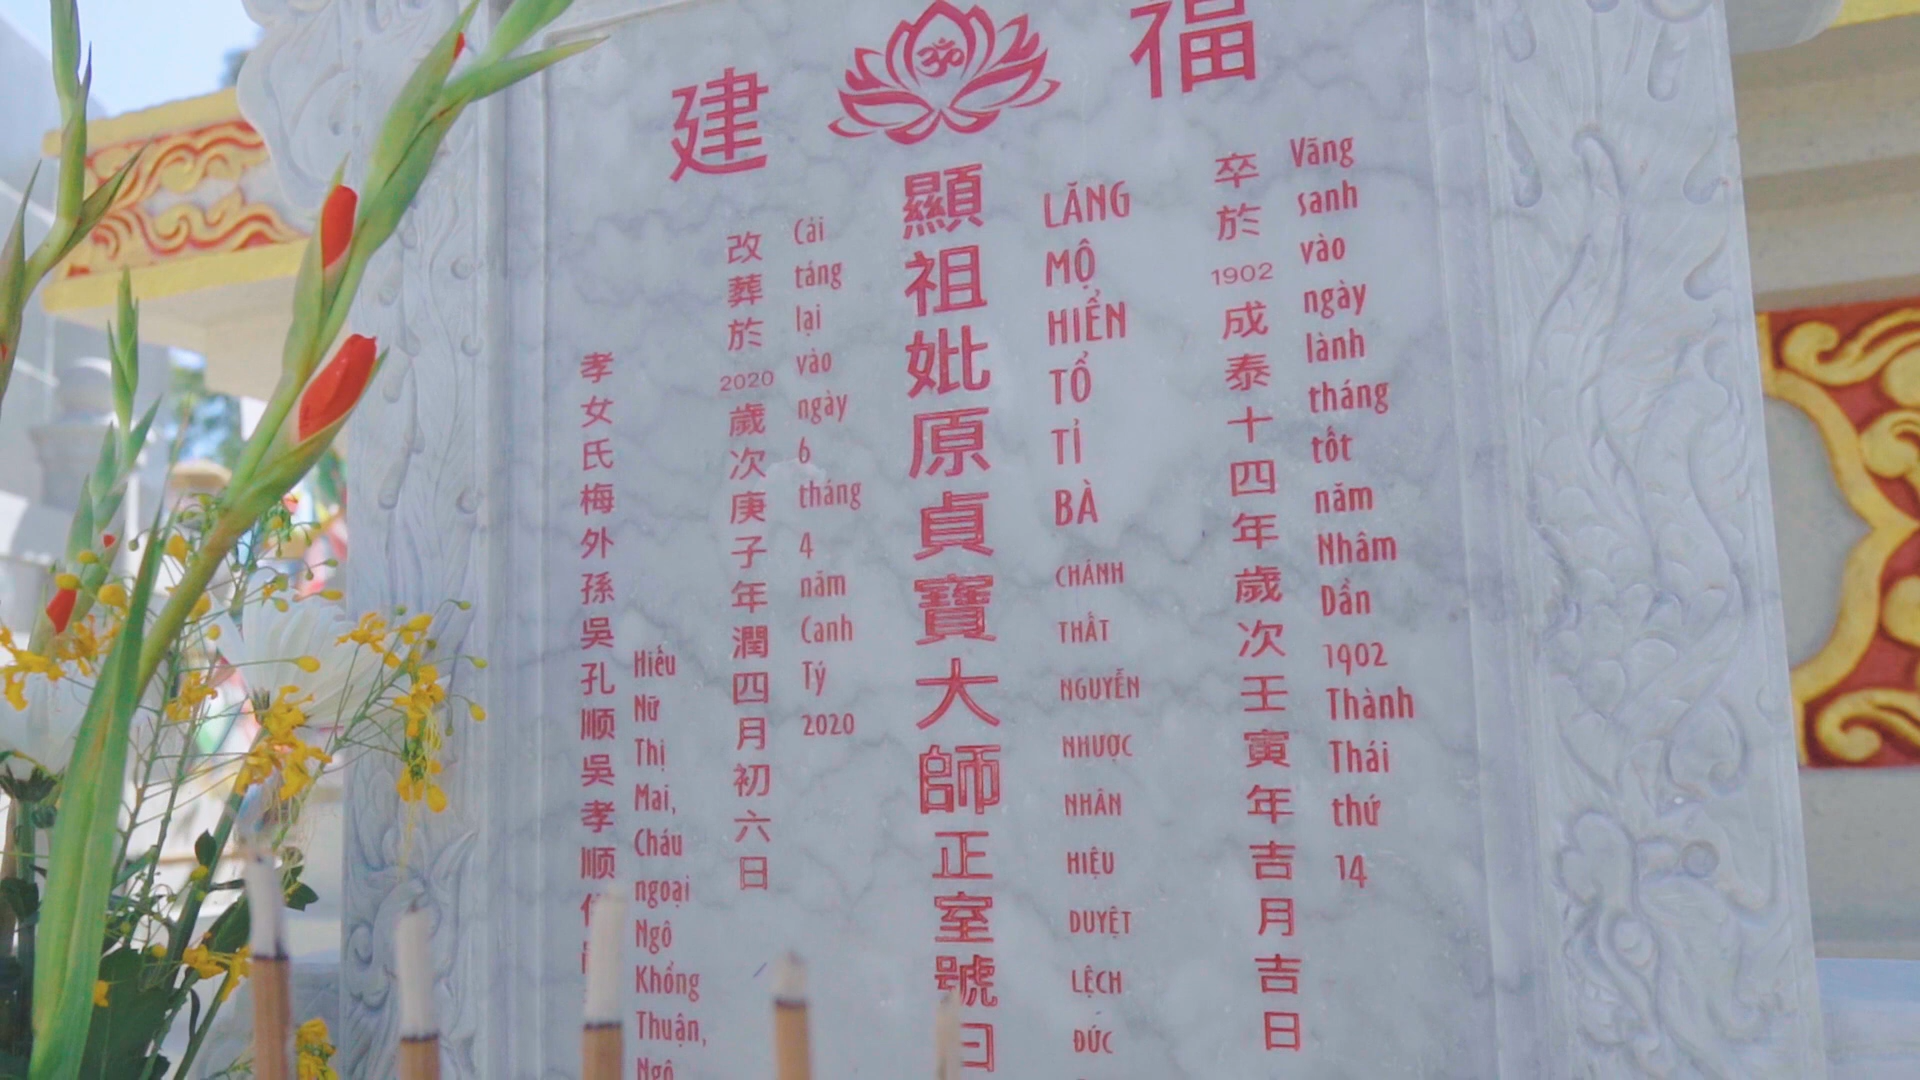 福
建
ॐ
Vãng sanh vào ngày lành tháng tốt năm Nhâm Dần 1902 Thành Thái thứ 14
卒於1902成泰十四年歲次壬寅年吉月吉日
LĂNG MỘ HIỂN TỔ TỈ BÀ CHÁNH THẤT NGUYỄN NHƯỢC NHÂN HIỆU DUYỆT LỆCH ĐỨC
顯祖妣原貞寶大師正室號曰
Cải táng lại vào ngày 6 tháng 4 năm Canh Tý 2020
改葬於2020歲次庚子年潤四月初六日
Hiếu Nữ Thị Mai, Cháu ngoại Ngô Khổng Thuận, Ngô
孝女氏梅外孫吳孔顺吳孝顺